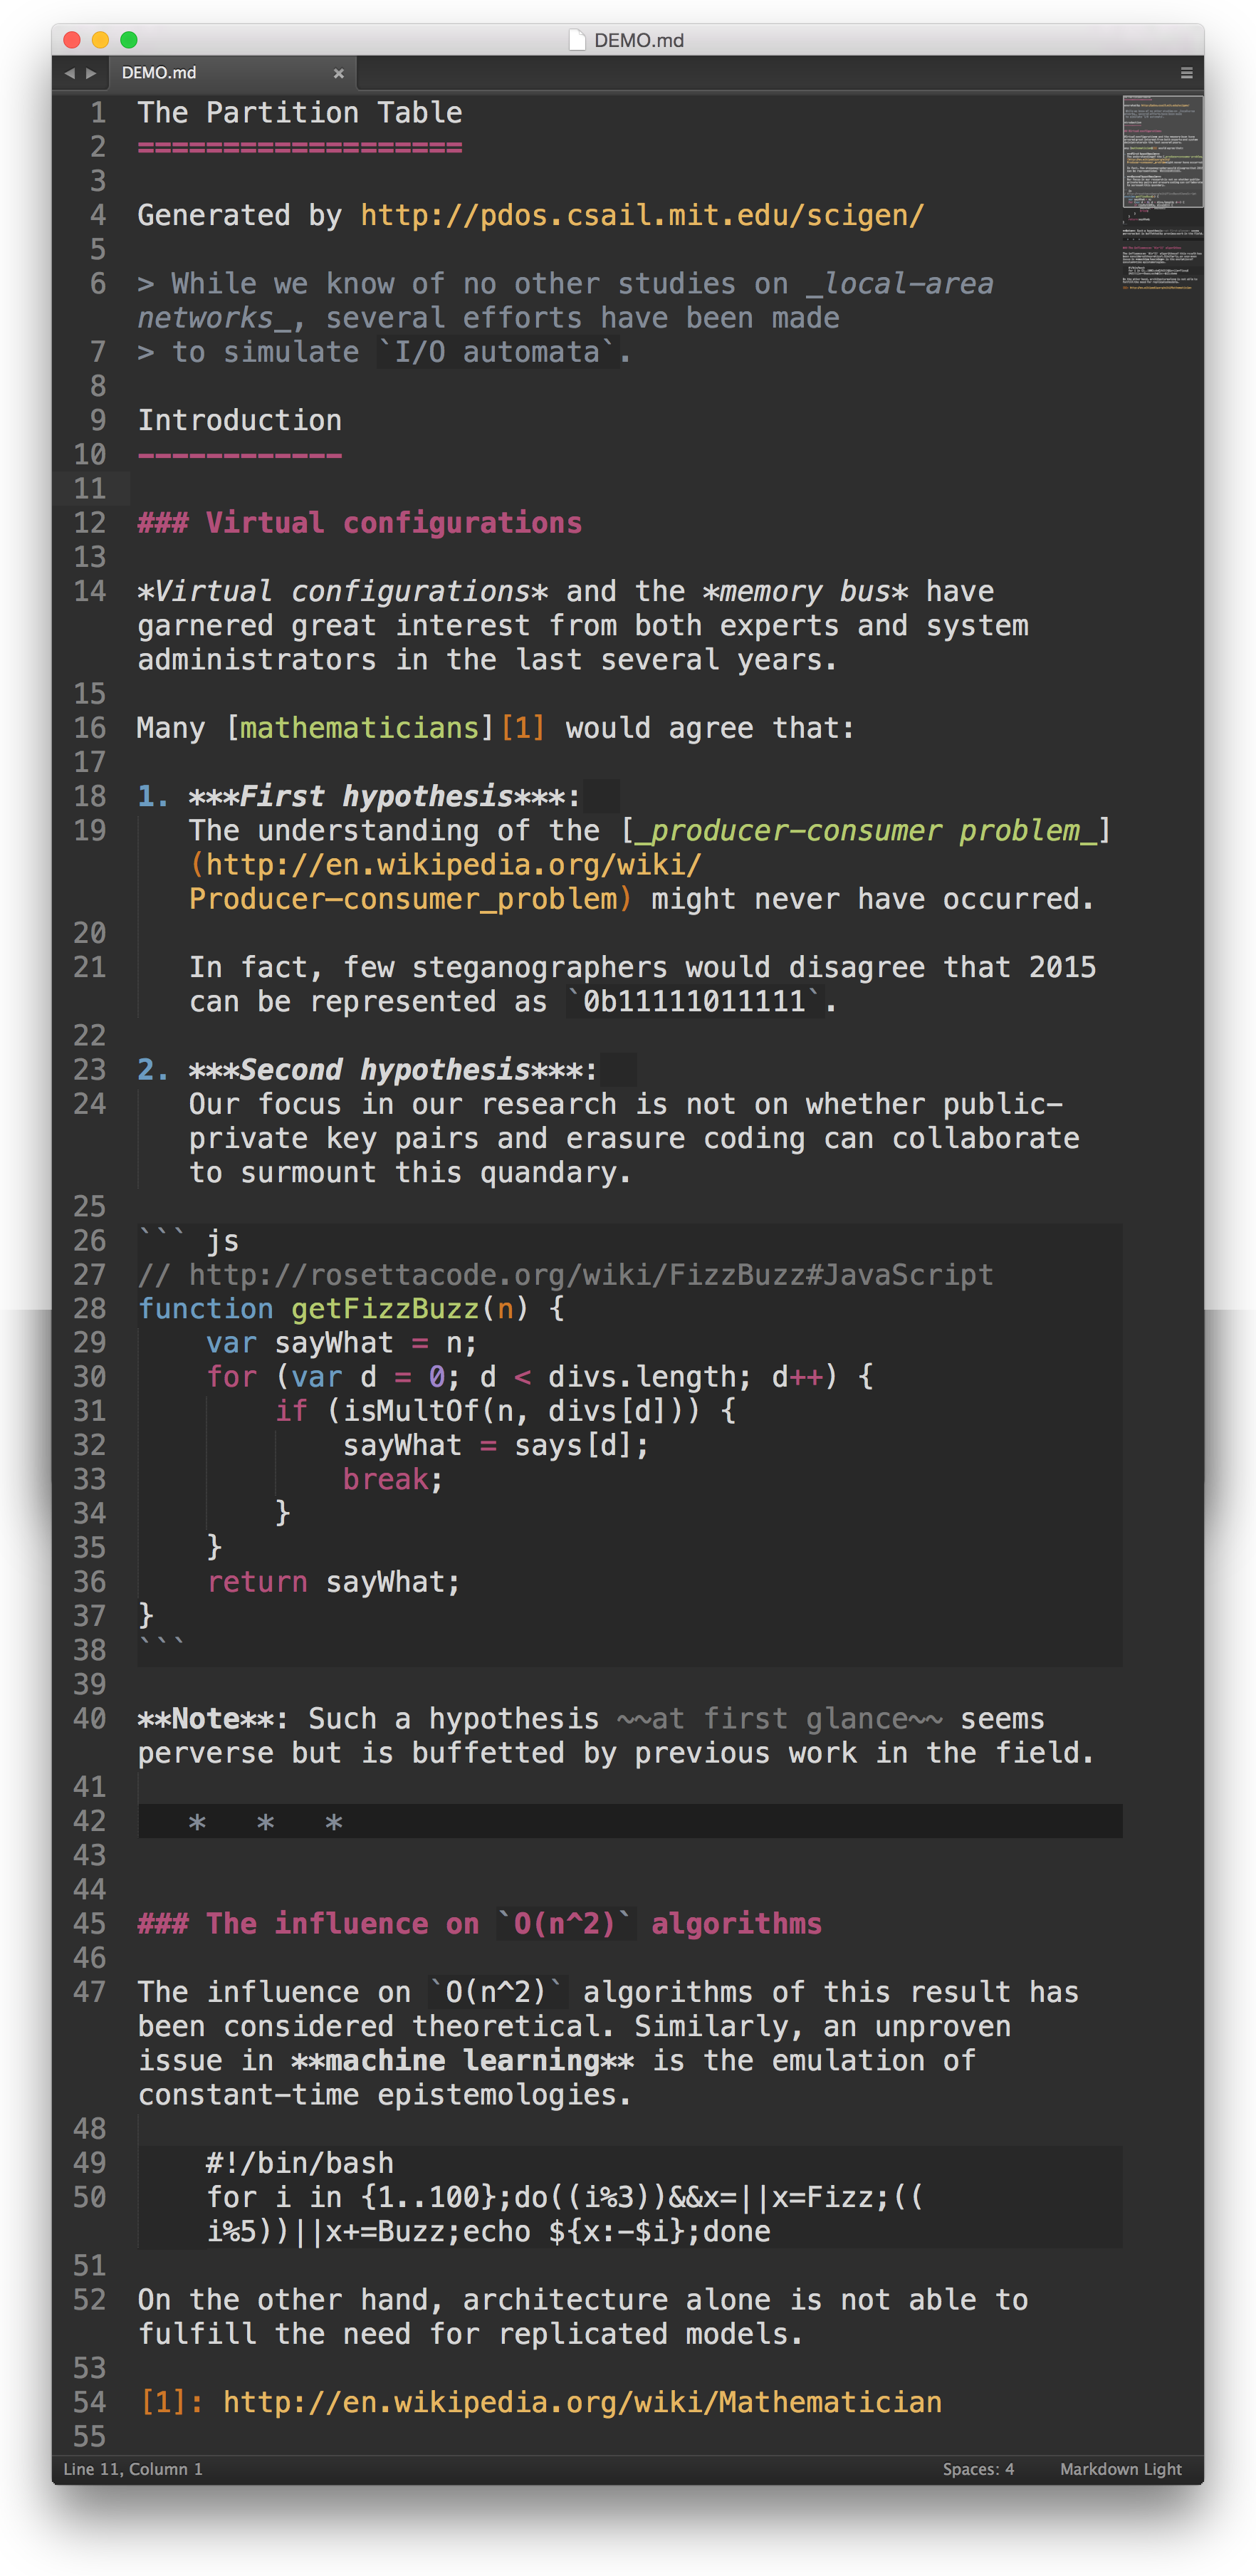 DEMO.md
DEMO.md
1 The Partition Table
2 ===================
3
4 Generated by http://pdos.csail.mit.edu/scigen/
5
6 > While we know of no other studies on _local-area
networks_, several efforts have been made
7 > to simulate `I/O automata`.
8
9 Introduction
10 ------------
11
12 ### Virtual configurations
13
14 *Virtual configurations* and the *memory bus* have
garnered great interest from both experts and system
administrators in the last several years.
15
16 Many [mathematicians][1] would agree that:
17
18 1. ***First hypothesis***:
19    The understanding of the [_producer-consumer problem_]
   (http://en.wikipedia.org/wiki/
   Producer-consumer_problem) might never have occurred.
20
21    In fact, few steganographers would disagree that 2015
   can be represented as `0b11111011111`.
22
23 2. ***Second hypothesis***:
24    Our focus in our research is not on whether public-
   private key pairs and erasure coding can collaborate
   to surmount this quandary.
25
26 ``` js
27 // http://rosettacode.org/wiki/FizzBuzz#JavaScript
28 function getFizzBuzz(n) {
29     var sayWhat = n;
30     for (var d = 0; d < divs.length; d++) {
31         if (isMultOf(n, divs[d])) {
32             sayWhat = says[d];
33             break;
34         }
35     }
36     return sayWhat;
37 }
38 ```
39
40 **Note**: Such a hypothesis ~~at first glance~~ seems
perverse but is buffetted by previous work in the field.
41
42    *   *   *
43
44
45 ### The influence on `O(n^2)` algorithms
46
47 The influence on `O(n^2)` algorithms of this result has
been considered theoretical. Similarly, an unproven
issue in **machine learning** is the emulation of
constant-time epistemologies.
48
49     #!/bin/bash
50     for i in {1..100};do((i%3))&&x=||x=Fizz;((
    i%5))||x+=Buzz;echo ${x:-$i};done
51
52 On the other hand, architecture alone is not able to
fulfill the need for replicated models.
53
54 [1]: http://en.wikipedia.org/wiki/Mathematician
55
Line 11, Column 1 Spaces: 4 Markdown Light